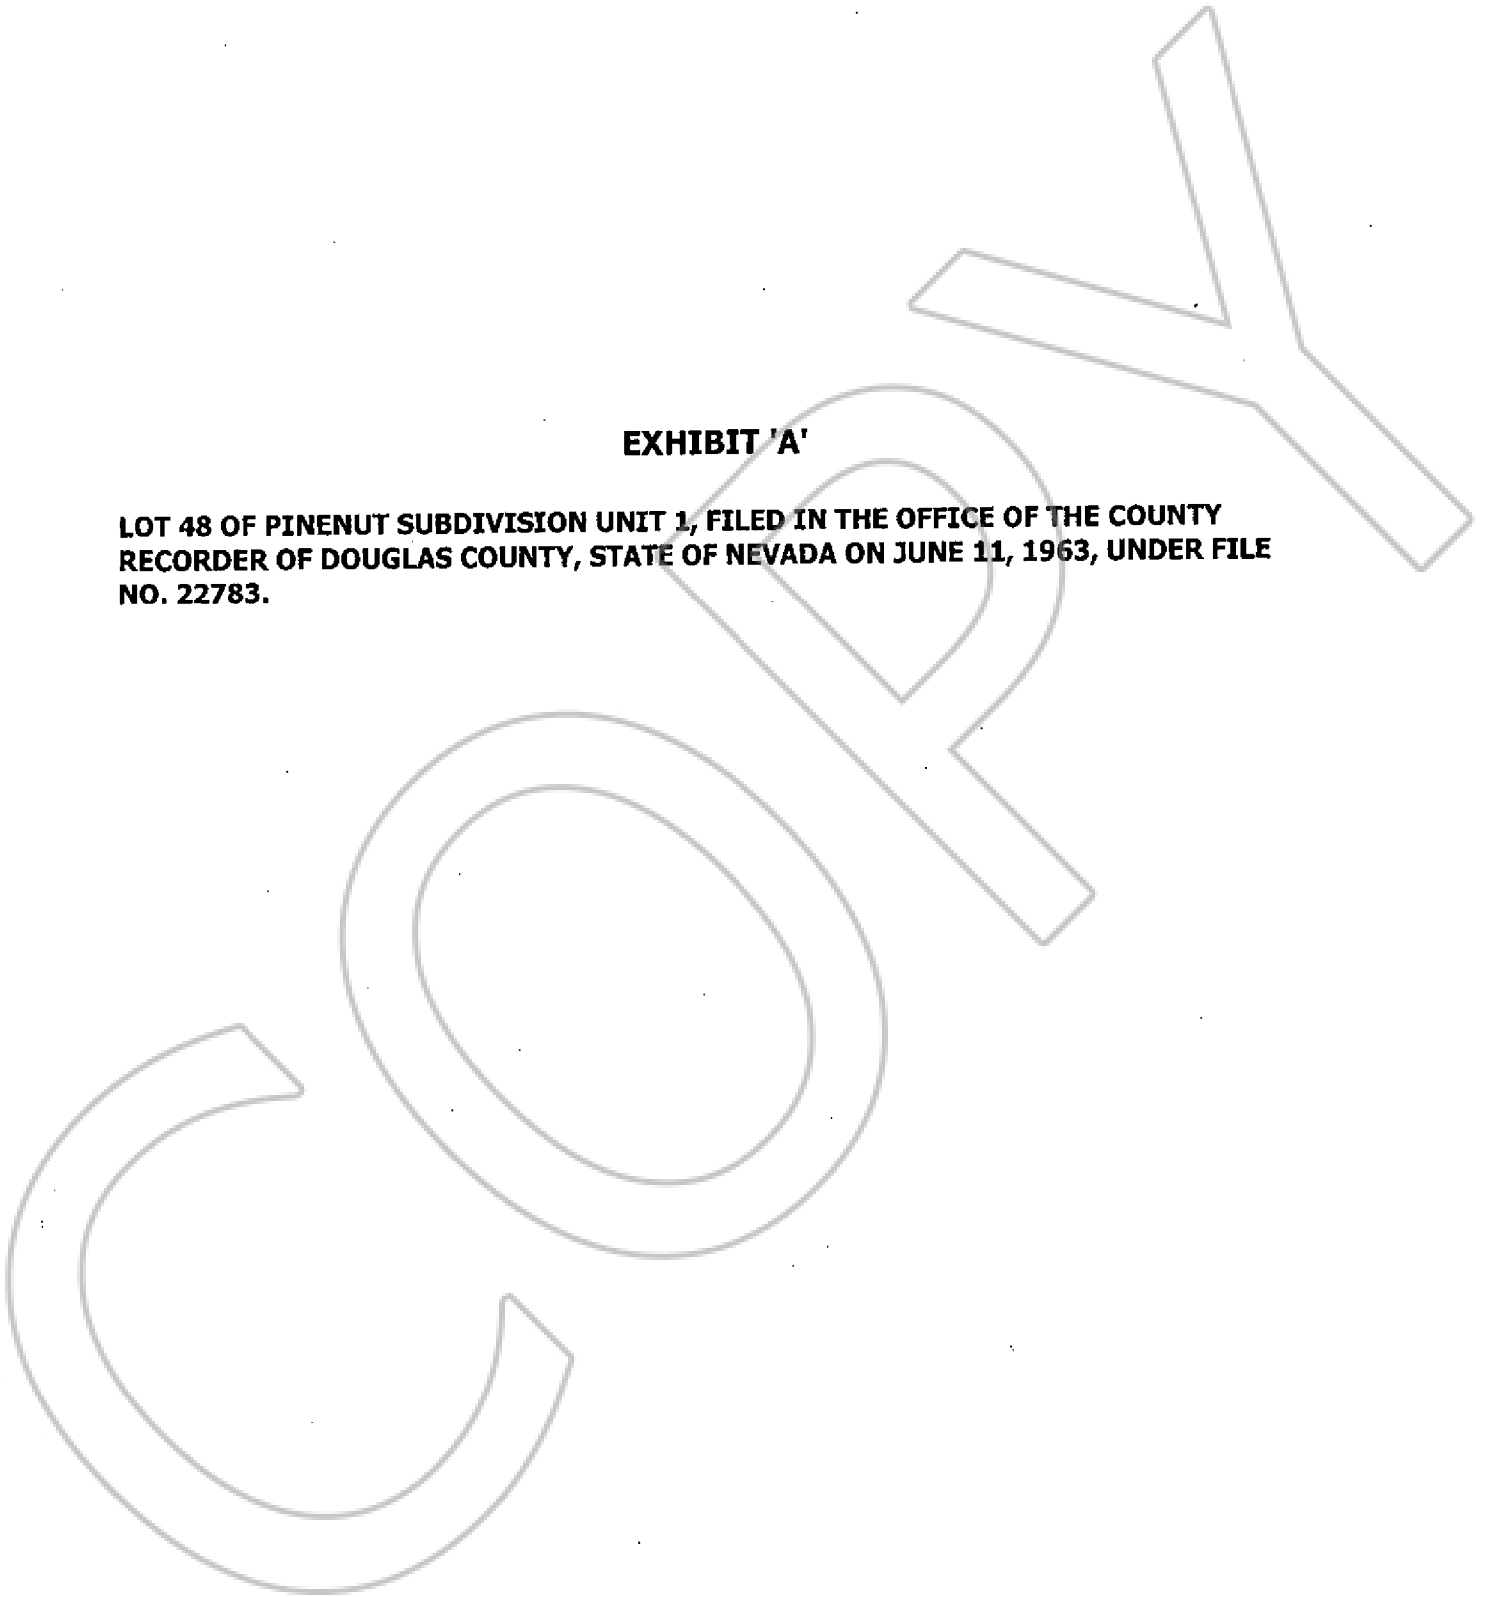 EXHIBIT 'A'
LOT 48 OF PINENUT SUBDIVISION UNIT 1, FILED IN THE OFFICE OF THE COUNTY
RECORDER OF DOUGLAS COUNTY, STATE OF NEVADA ON JUNE 11, 1963, UNDER FILE
NO. 22783.
COPY